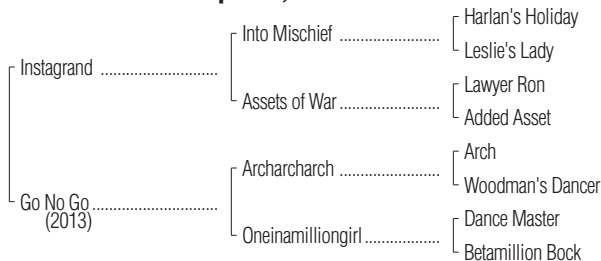 Harlan's Holiday
Into Mischief ....................
Leslie's Lady
Instagrand ........................
Lawyer Ron
Assets of War ................
Added Asset
Arch
Archarcharch ....................
Woodman's Dancer
Go No Go .........................
(2013)
Dance Master
Oneinamilliongirl ...............
Betamillion Bock